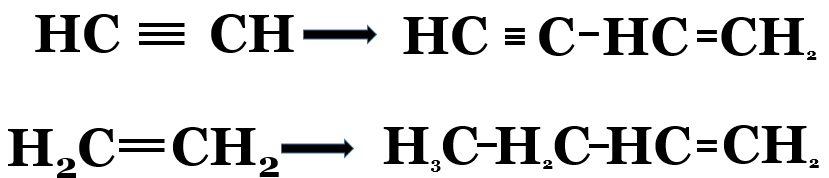 HC ≡ CH → HC ≡ C-HC=CH₂
H₂C=CH₂ → H₃C-H₂C-HC=CH₂